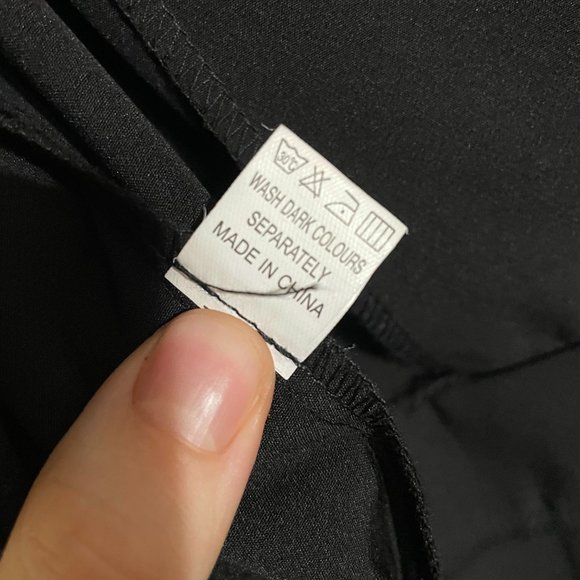 30°C
WASH DARK COLOURS
SEPARATELY
MADE IN CHINA